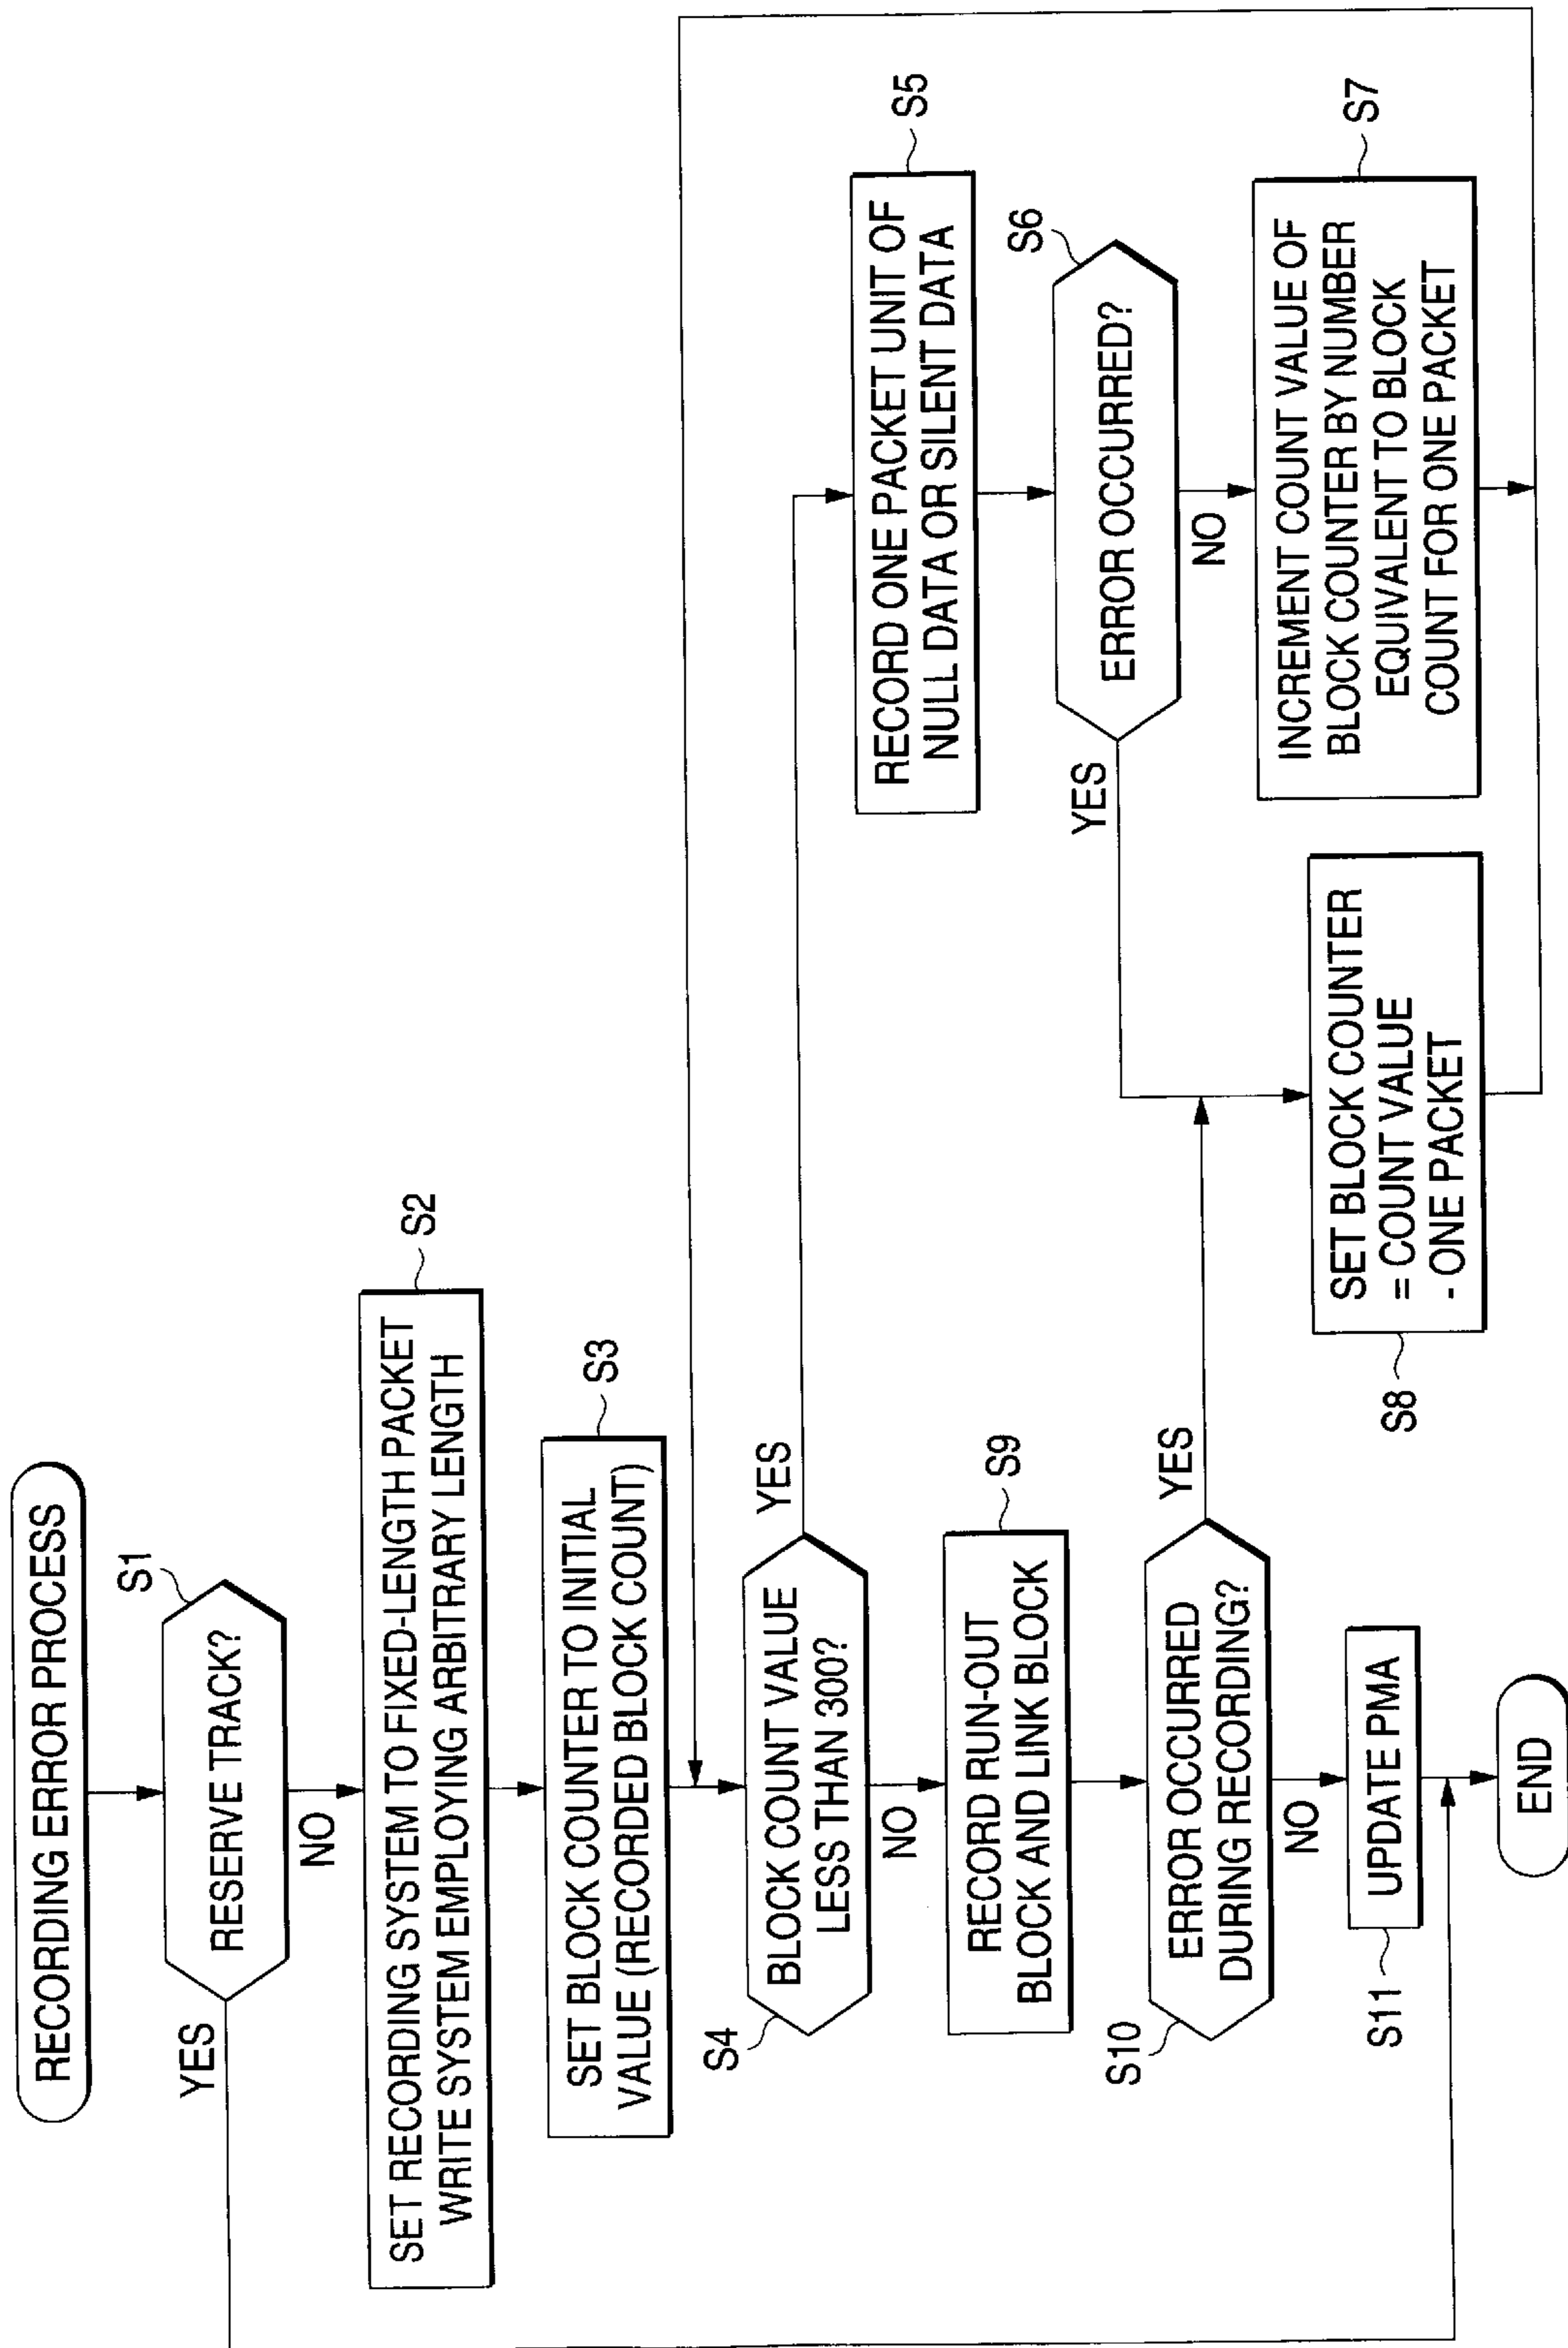 RECORDING ERROR PROCESS
S1
RESERVE TRACK?
YES
NO
S2
SET RECORDING SYSTEM TO FIXED-LENGTH PACKET
WRITE SYSTEM EMPLOYING ARBITRARY LENGTH
S3
SET BLOCK COUNTER TO INITIAL
VALUE (RECORDED BLOCK COUNT)
S4
BLOCK COUNT VALUE
LESS THAN 300?
YES
NO
S5
RECORD ONE PACKET UNIT OF
NULL DATA OR SILENT DATA
S6
ERROR OCCURRED?
YES
NO
S7
INCREMENT COUNT VALUE OF
BLOCK COUNTER BY NUMBER
EQUIVALENT TO BLOCK
COUNT FOR ONE PACKET
S8
SET BLOCK COUNTER
= COUNT VALUE
- ONE PACKET
S9
RECORD RUN-OUT
BLOCK AND LINK BLOCK
S10
ERROR OCCURRED
DURING RECORDING?
YES
NO
S11
UPDATE PMA
END